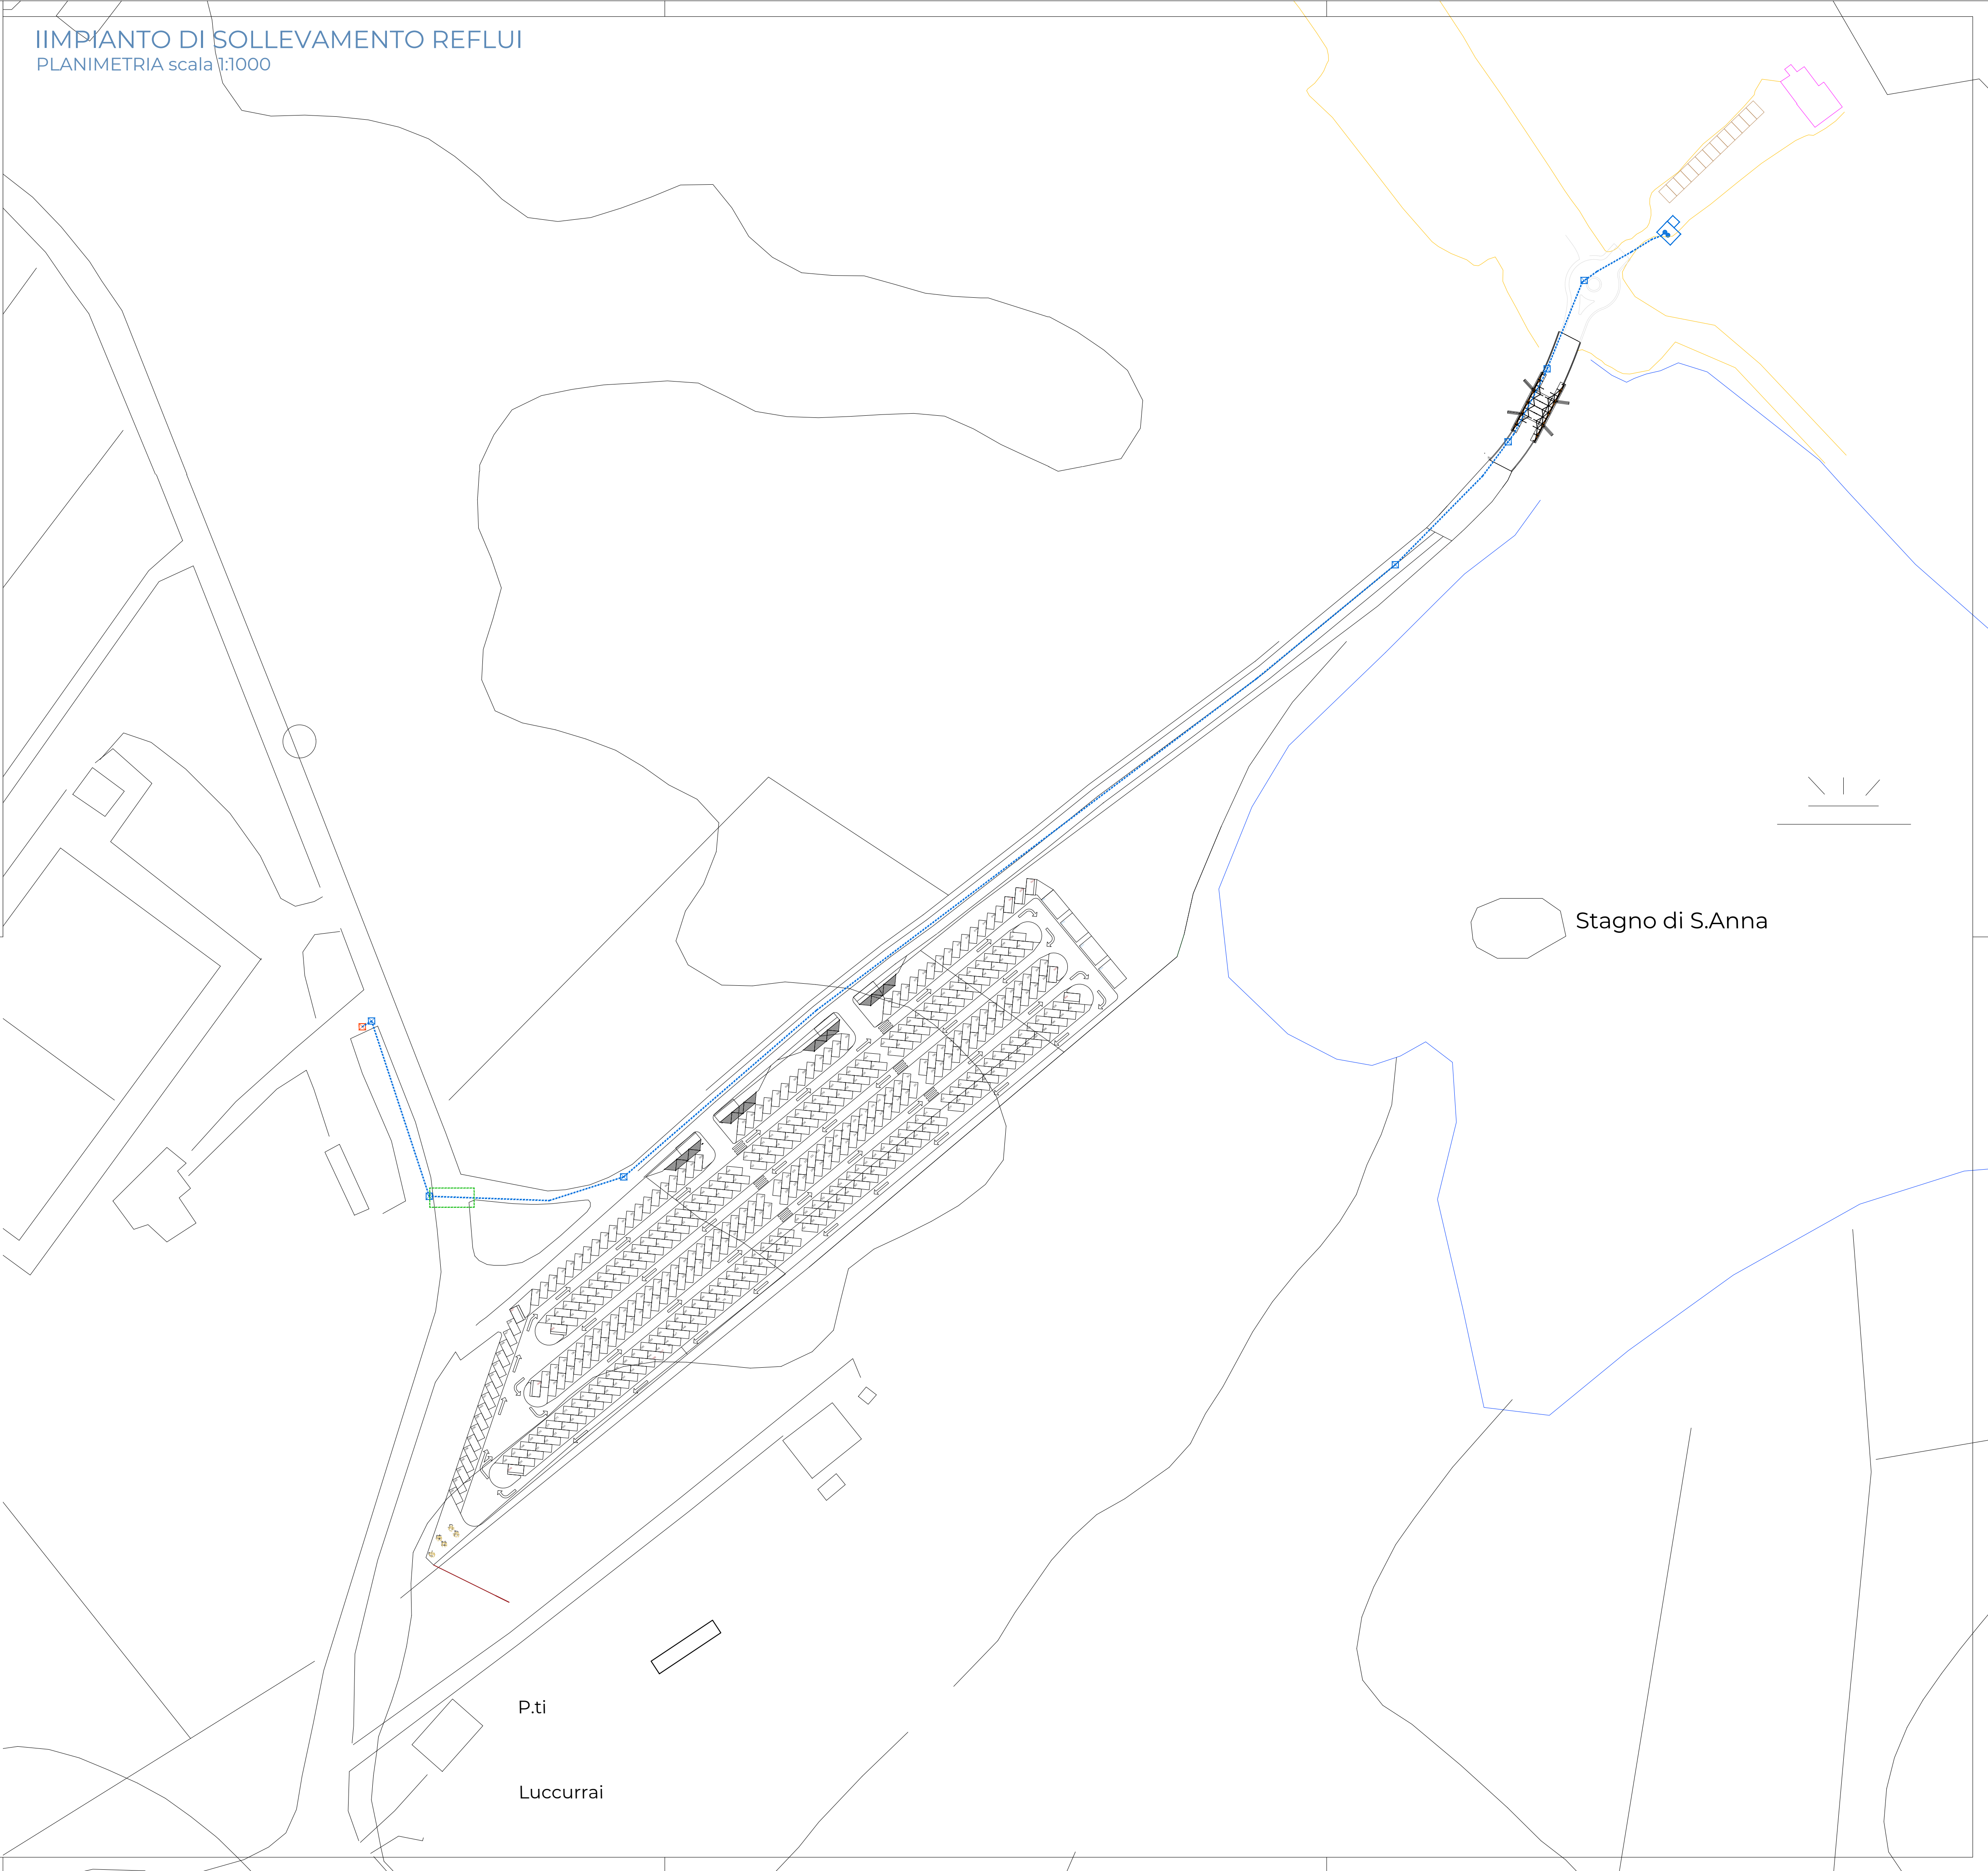 IIMPIANTO DI SOLLEVAMENTO REFLUI
PLANIMETRIA scala 1:1000
Stagno di S.Anna
P.ti
Luccurrai